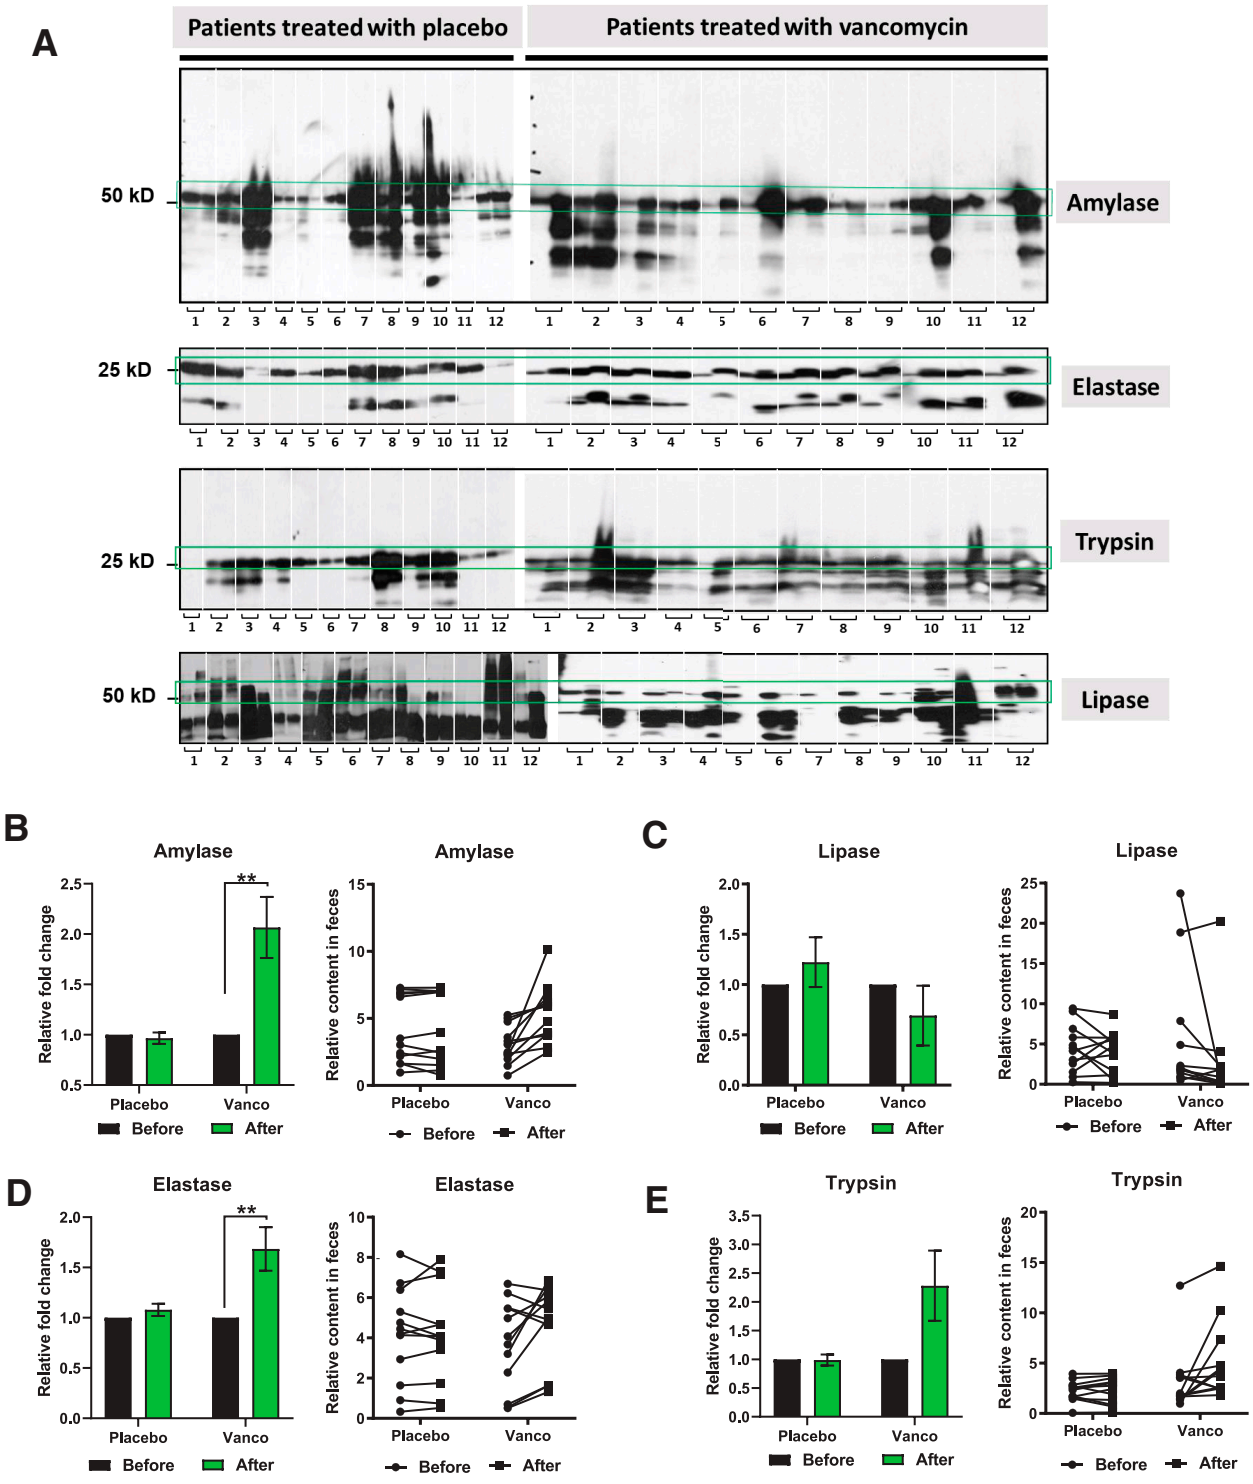 A
Patients treated with placebo
Patients treated with vancomycin
50 kD
Amylase
1 2 3 4 5 6 7 8 9 10 11 12 1 2 3 4 5 6 7 8 9 10 11 12
25 kD
Elastase
1 2 3 4 5 6 7 8 9 10 11 12 1 2 3 4 5 6 7 8 9 10 11 12
25 kD
Trypsin
1 2 3 4 5 6 7 8 9 10 11 12 1 2 3 4 5 6 7 8 9 10 11 12
50 kD
Lipase
1 2 3 4 5 6 7 8 9 10 11 12 1 2 3 4 5 6 7 8 9 10 11 12
B
Amylase
Relative fold change
2.5
2.0
1.5
1.0
0.5
**
Placebo Vanco
Before After
Amylase
Relative content in feces
15
10
5
0
Placebo Vanco
Before After
C
Lipase
Relative fold change
2.0
1.5
1.0
0.5
0.0
Placebo Vanco
Before After
Lipase
Relative content in feces
25
20
15
10
5
0
Placebo Vanco
Before After
D
Elastase
Relative fold change
2.0
1.5
1.0
0.5
0.0
**
Placebo Vanco
Before After
Elastase
Relative content in feces
10
8
6
4
2
0
Placebo Vanco
Before After
E
Trypsin
Relative fold change
3.5
3.0
2.5
2.0
1.5
1.0
0.5
0.0
Placebo Vanco
Before After
Trypsin
Relative content in feces
20
15
10
5
0
Placebo Vanco
Before After